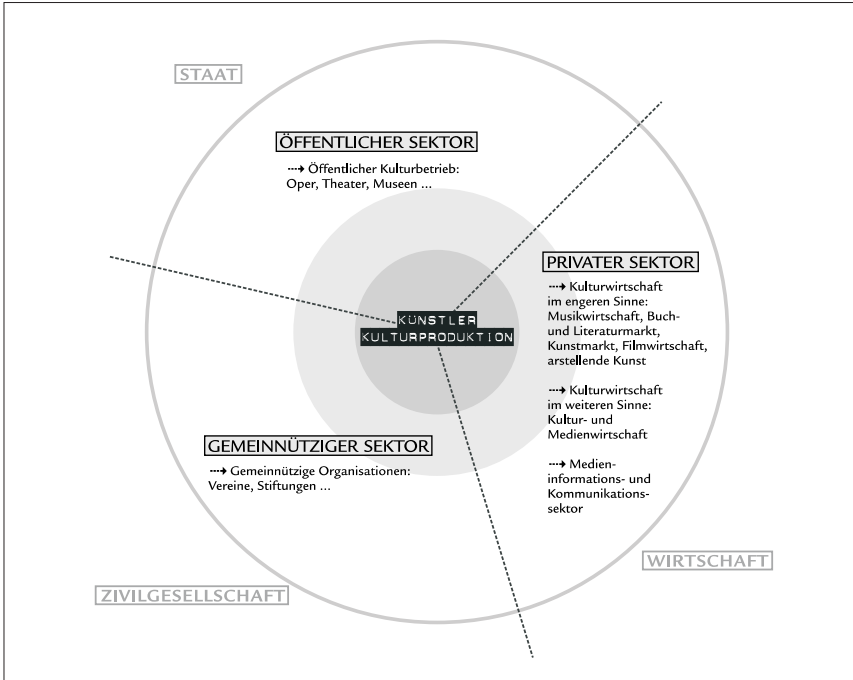 STAAT
ÖFFENTLICHER SEKTOR
Öffentlicher Kulturbetrieb:
Oper, Theater, Museen ...
PRIVATER SEKTOR
Kulturwirtschaft
im engeren Sinne:
Musikwirtschaft, Buch-
und Literaturmarkt,
Kunstmarkt, Filmwirtschaft,
arstellende Kunst
Kulturwirtschaft
im weiteren Sinne:
Kultur- und
Medienwirtschaft
Medien-
informations- und
Kommunikations-
sektor
KÜNSTLER
KULTURPRODUKTION
GEMEINNÜTZIGER SEKTOR
Gemeinnützige Organisationen:
Vereine, Stiftungen ...
WIRTSCHAFT
ZIVILGESELLSCHAFT